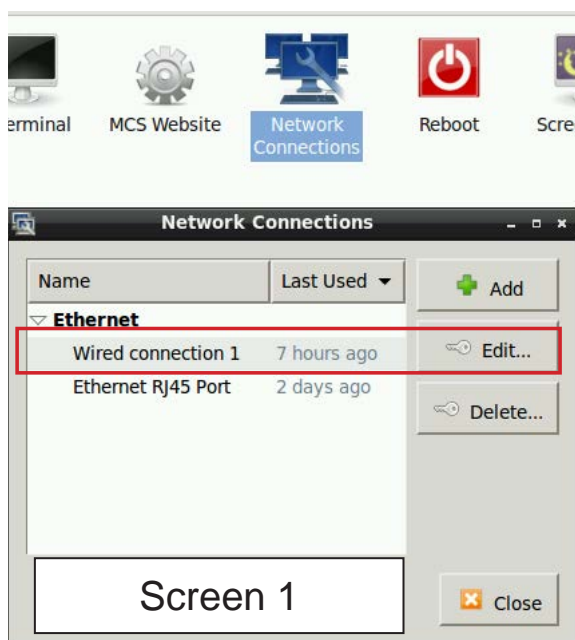 erminal MCS Website Network Connections Reboot Scre
Network Connections
Name Last Used
Add
Ethernet
Wired connection 1 7 hours ago Edit...
Ethernet RJ45 Port 2 days ago
Delete...
Screen 1
Close